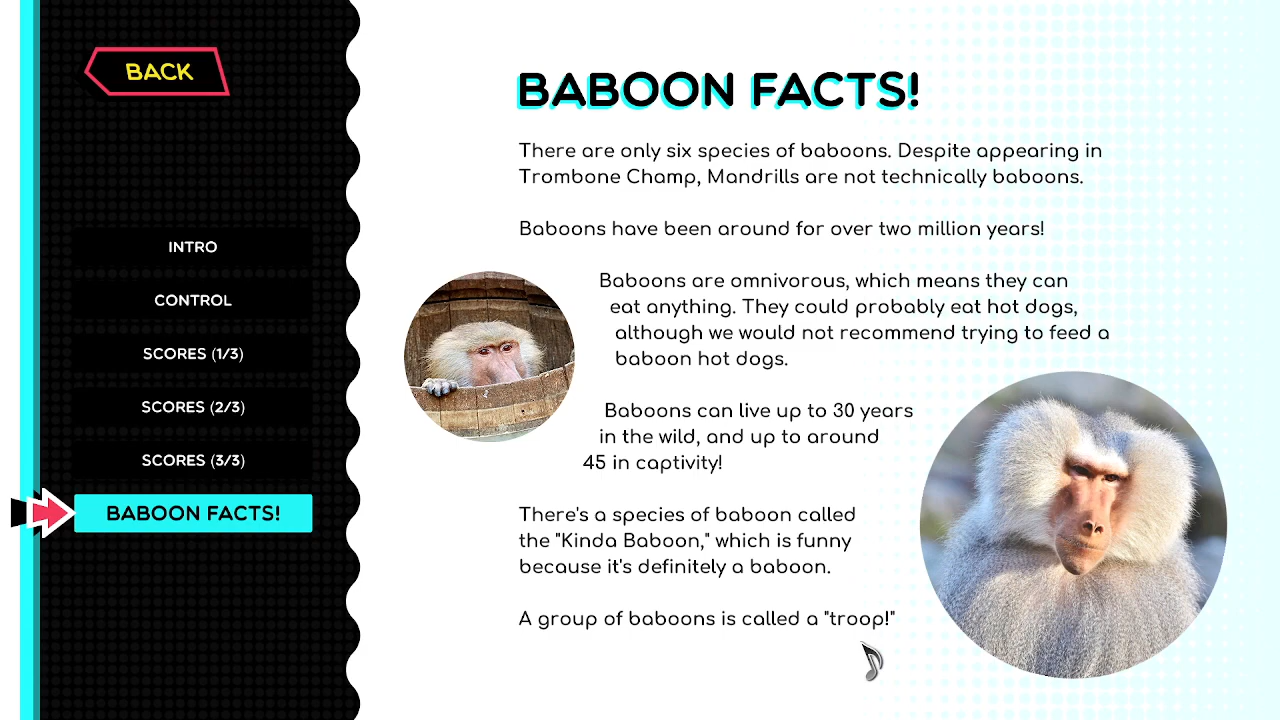 BACK
INTRO
CONTROL
SCORES (1/3)
SCORES (2/3)
SCORES (3/3)
BABOON FACTS!
BABOON FACTS!
There are only six species of baboons. Despite appearing in
Trombone Champ, Mandrills are not technically baboons.
Baboons have been around for over two million years!
Baboons are omnivorous, which means they can
eat anything. They could probably eat hot dogs,
although we would not recommend trying to feed a
baboon hot dogs.
Baboons can live up to 30 years
in the wild, and up to around
45 in captivity!
There's a species of baboon called
the "Kinda Baboon," which is funny
because it's definitely a baboon.
A group of baboons is called a "troop!"